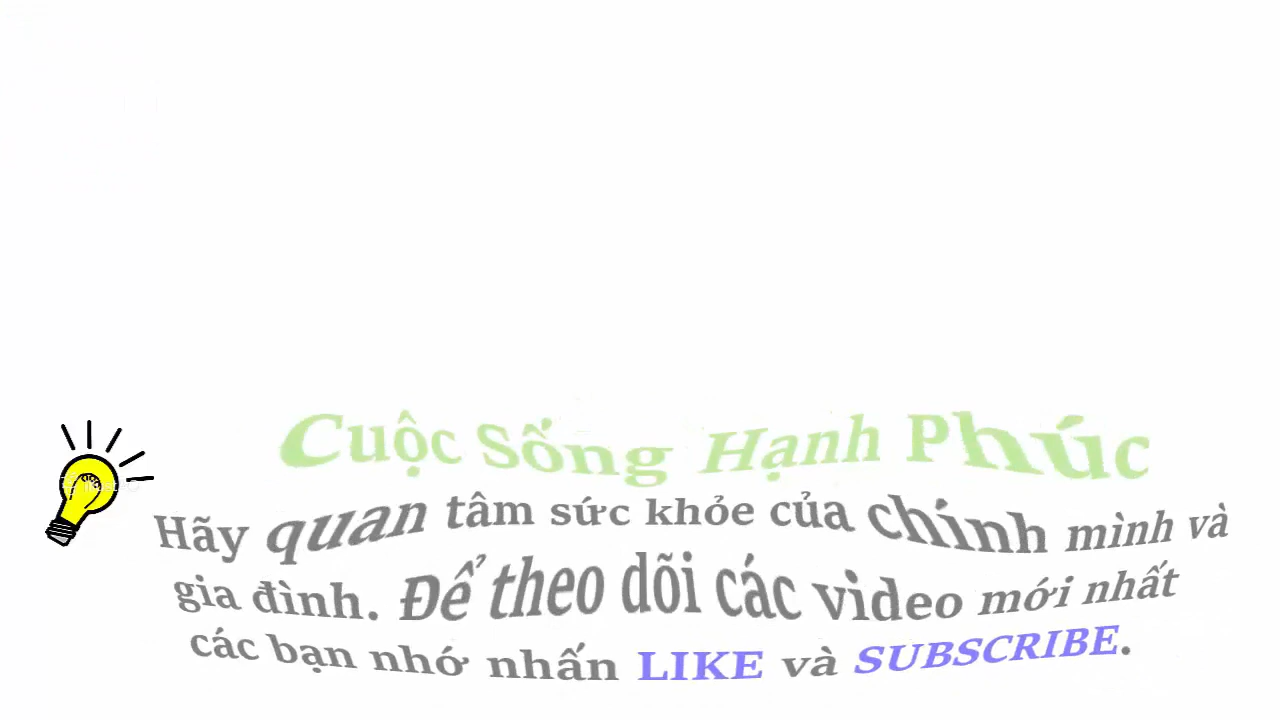 Cuộc Sống Hạnh Phúc
Hãy quan tâm sức khỏe của chính mình và
gia đình. Để theo dõi các video mới nhất
các bạn nhớ nhấn LIKE và SUBSCRIBE.